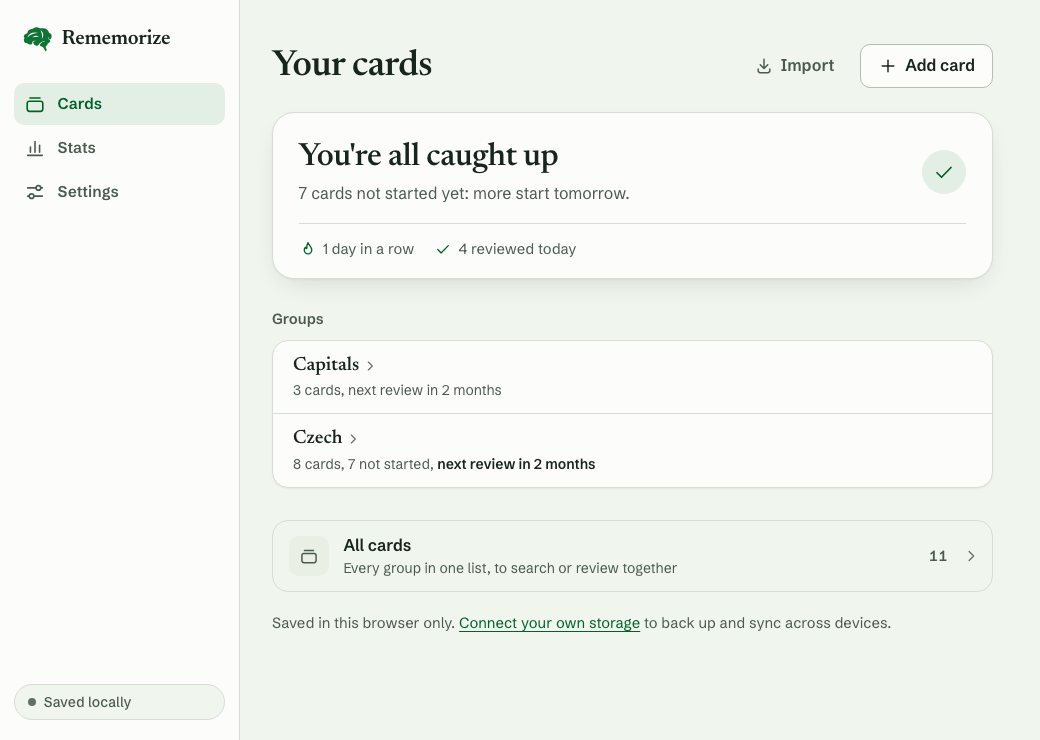 Rememorize
Cards
Stats
Settings
Saved locally
Your cards
Import
Add card
You're all caught up
7 cards not started yet: more start tomorrow.
1 day in a row
4 reviewed today
Groups
Capitals
3 cards, next review in 2 months
Czech
8 cards, 7 not started, next review in 2 months
All cards
Every group in one list, to search or review together
11
Saved in this browser only. Connect your own storage to back up and sync across devices.